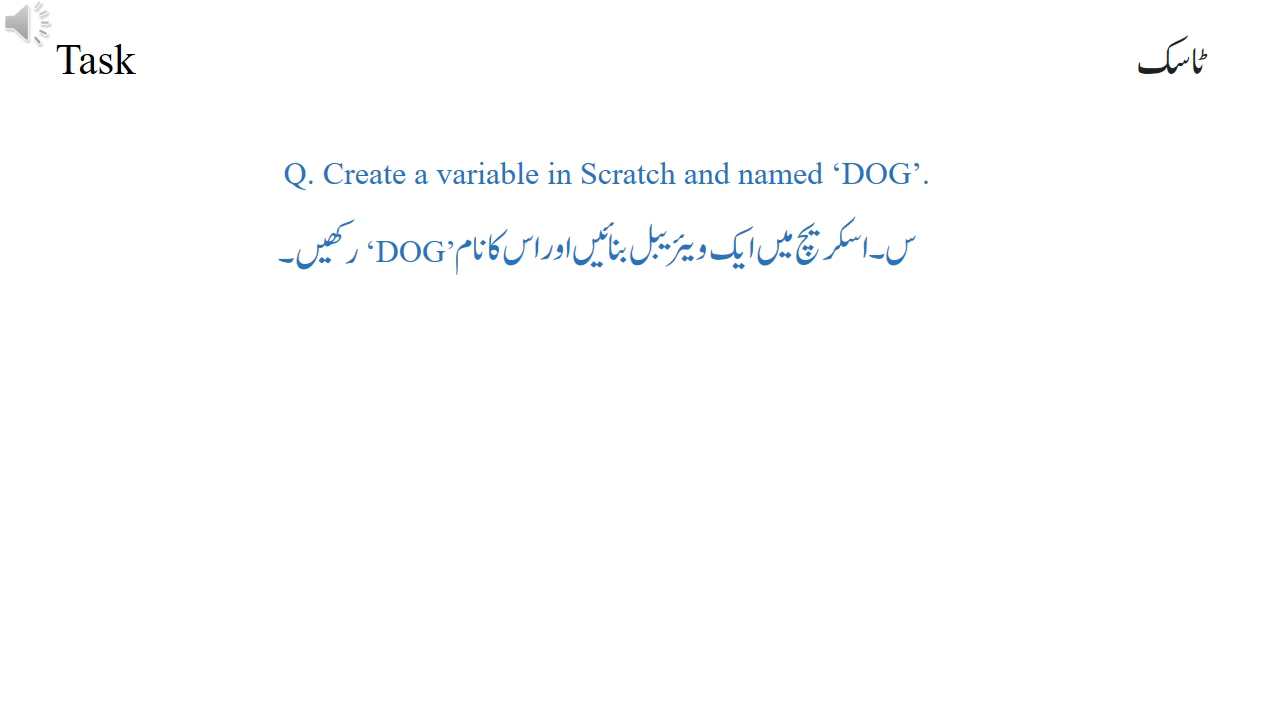 Task
ٹاسک
Q. Create a variable in Scratch and named ‘DOG’.
س۔ اسکریچ میں ایک ویئریبل بنائیں اور اس کا نام ’DOG‘ رکھیں۔